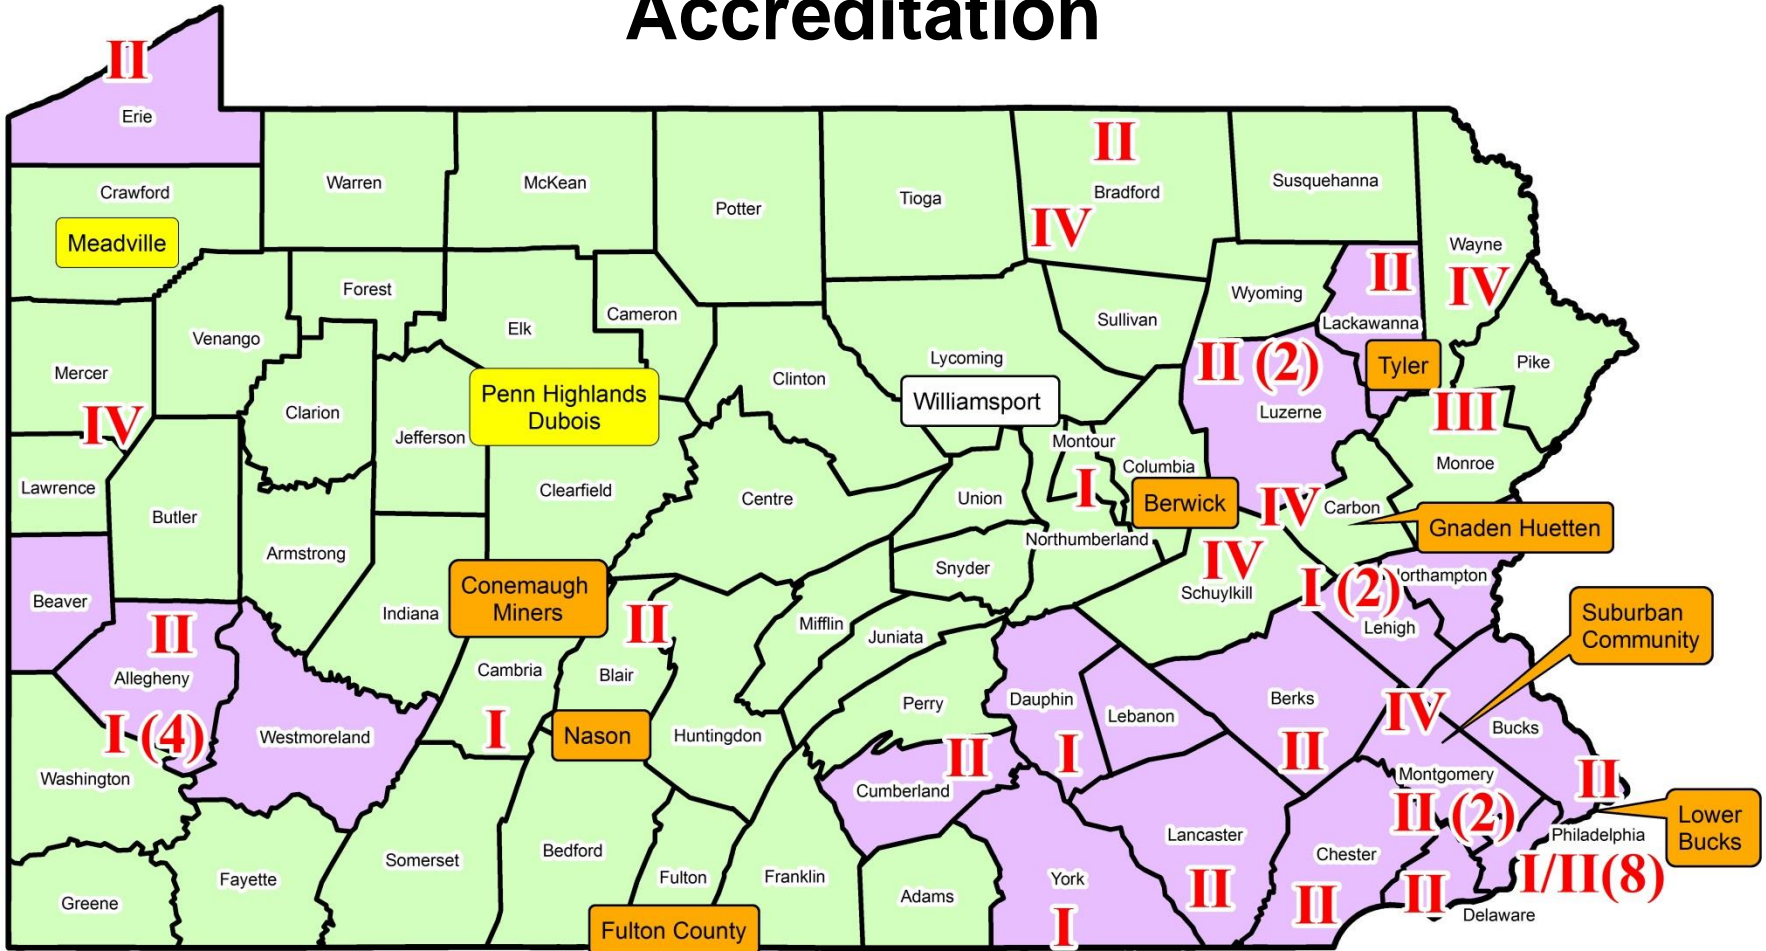 Accreditation
II
Erie
Crawford
Meadville
Warren
McKean
Potter
Tioga
II
Bradford
IV
Susquehanna
Wayne
IV
Forest
Venango
Elk
Cameron
Sullivan
Wyoming
II
Lackawanna
Mercer
IV
Clarion
Jefferson
Penn Highlands
Dubois
Clinton
Lycoming
Williamsport
II (2)
Luzerne
Tyler
Pike
III
Monroe
Lawrence
Butler
Armstrong
Clearfield
Centre
Union
Montour
I
Columbia
Berwick
IV
Carbon
Gnaden Huetten
Northumberland
Snyder
IV
Schuylkill
I (2)
orthampton
Lehigh
Beaver
II
Allegheny
I (4)
Indiana
Conemaugh
Miners
Cambria
I
II
Blair
Nason
Mifflin
Juniata
Huntingdon
Perry
Dauphin
I
Lebanon
Berks
II
IV
Suburban
Community
Bucks
II
Washington
Westmoreland
Cumberland
II
Montgomery
II (2)
Lower
Bucks
Philadelphia
I/II(8)
Greene
Fayette
Somerset
Bedford
Fulton
Fulton County
Franklin
Adams
York
I
Lancaster
II
Chester
II
II
Delaware